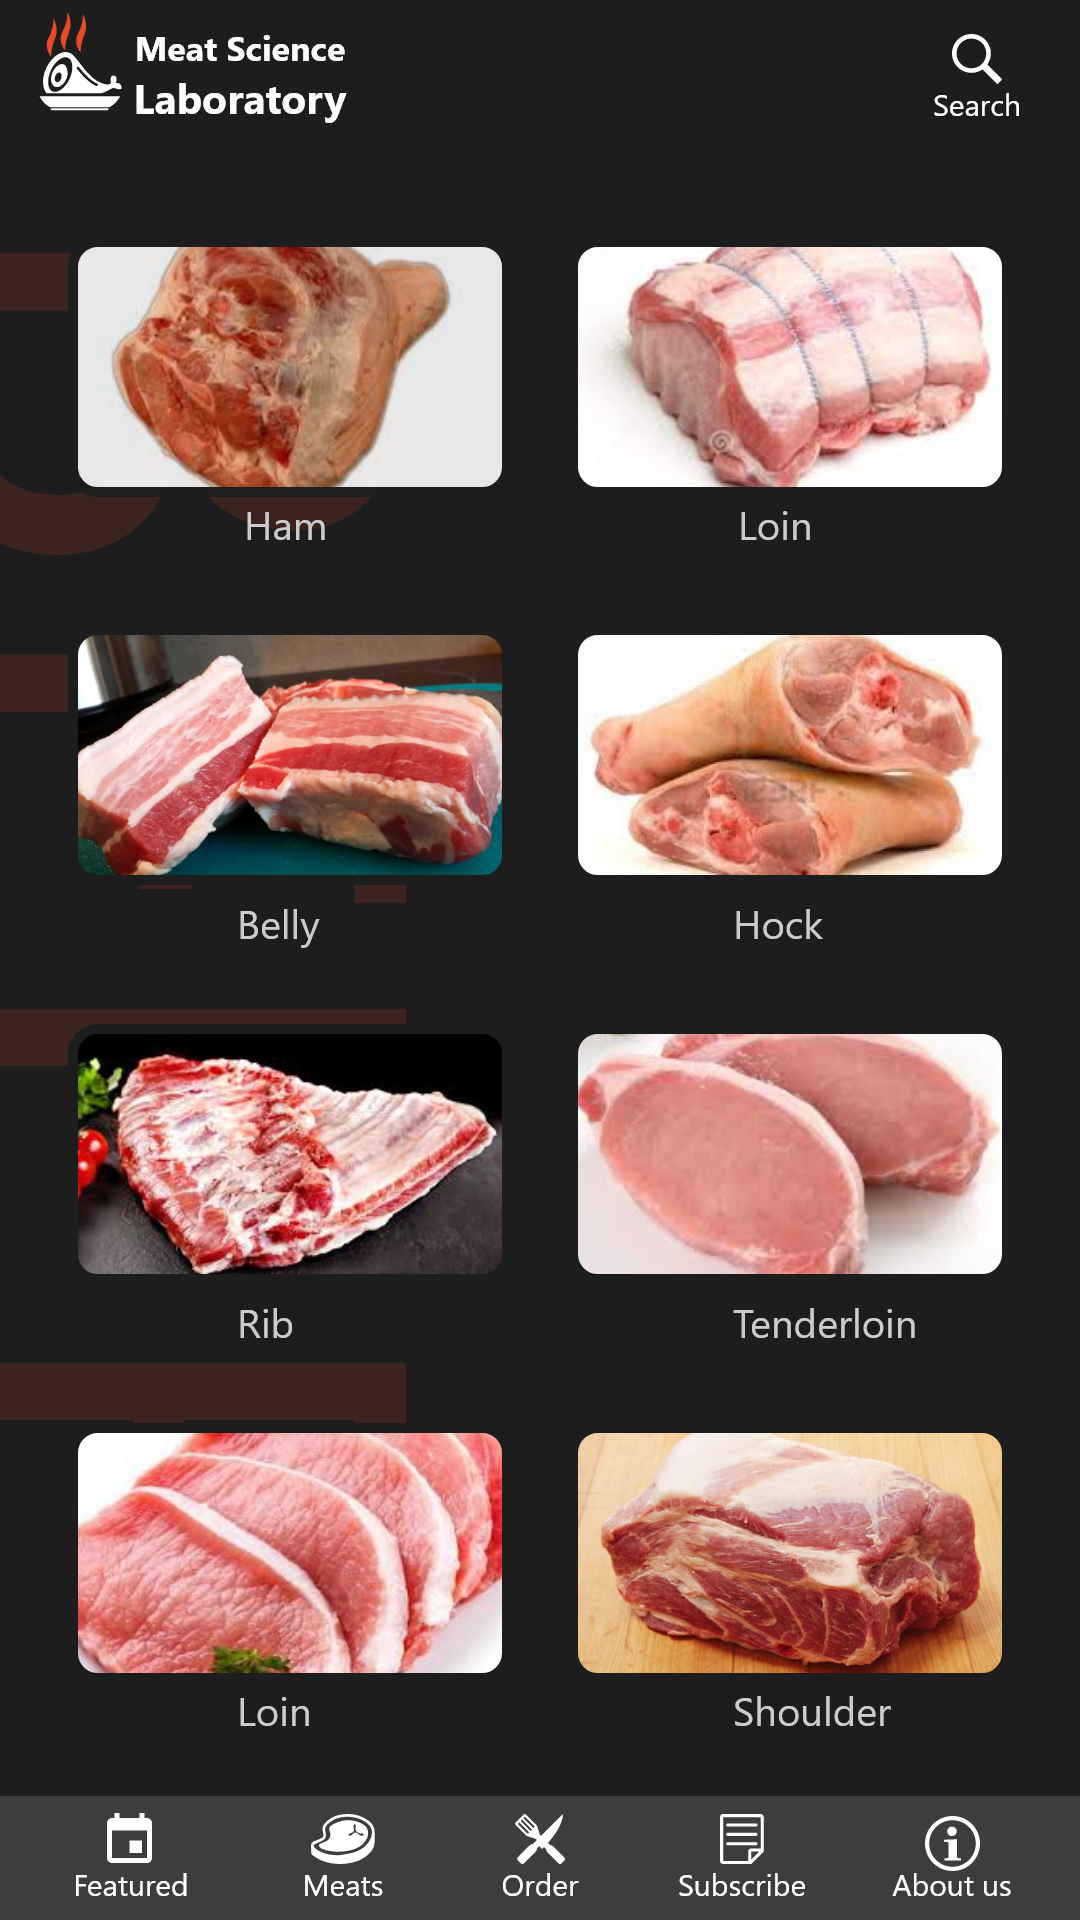 Meat Science
Laboratory
Search
Ham
Loin
Belly
Hock
Rib
Tenderloin
Loin
Shoulder
Featured
Meats
Order
Subscribe
About us